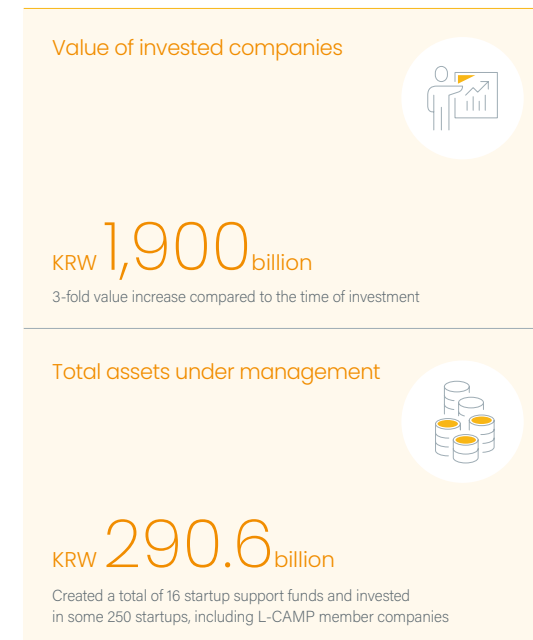 Value of invested companies
KRW 1,900 billion
3-fold value increase compared to the time of investment
Total assets under management
KRW 290.6 billion
Created a total of 16 startup support funds and invested
in some 250 startups, including L-CAMP member companies